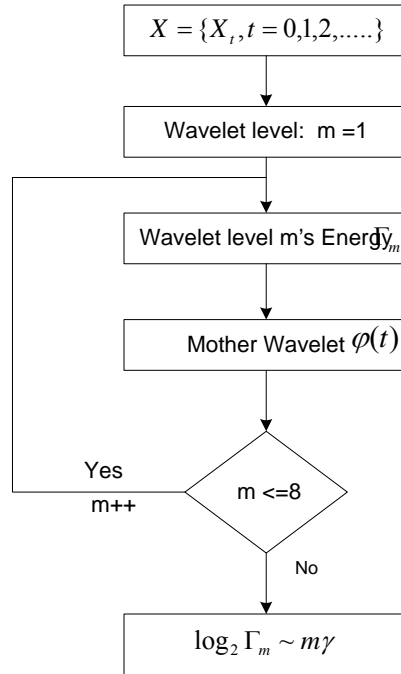 X = {X_t, t = 0,1,2,.....}
Wavelet level:  m =1
Wavelet level m's Energy Γ_m
Mother Wavelet φ(t)
Yes
m <=8
m++
No
log_2 Γ_m ~ mγ